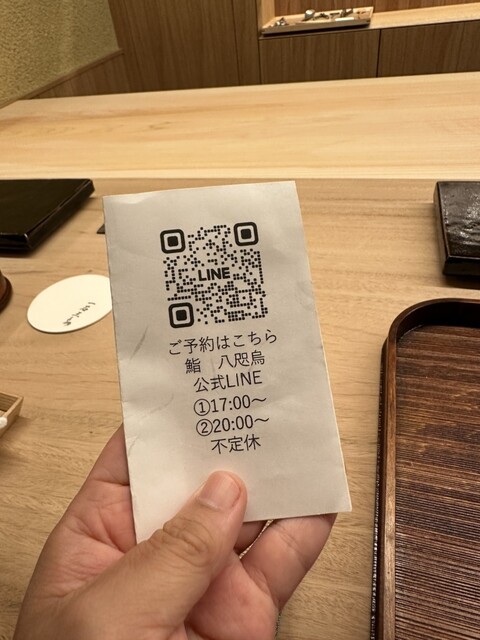 LINE
ご予約はこちら
鮨 八咫烏
公式LINE
①17:00～
②20:00～
不定休